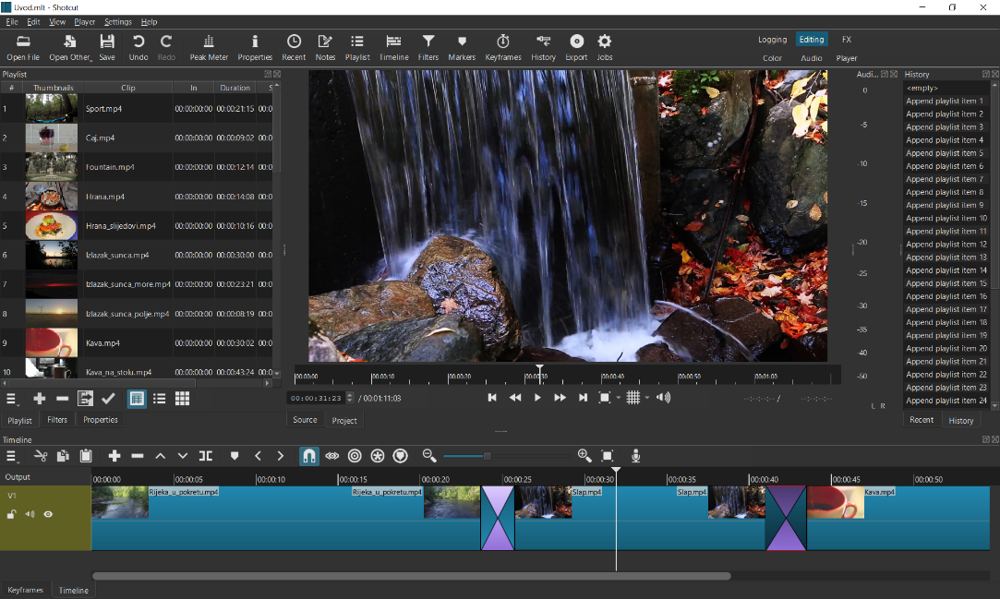 Uvod.mlt - Shotcut
File Edit View Player Settings Help
Open File Open Other Save Undo Redo Peak Meter Properties Recent Notes Playlist Timeline Filters Markers Keyframes History Export Jobs
Logging Editing FX
Color Audio Player
Playlist
# Thumbnails Clip In Duration S
1 Sport.mp4 00:00:00:00 00:00:21:15 00:0
2 Caj.mp4 00:00:00:00 00:00:09:02 00:0
3 Fountain.mp4 00:00:00:00 00:00:12:14 00:0
4 Hrana.mp4 00:00:00:00 00:00:14:08 00:0
5 Hrana_slijedovi.mp4 00:00:00:00 00:00:10:16 00:0
6 Izlazak_sunca.mp4 00:00:00:00 00:00:30:00 00:0
7 Izlazak_sunca_more.mp4 00:00:00:00 00:00:23:21 00:0
8 Izlazak_sunca_polje.mp4 00:00:00:00 00:00:08:19 00:0
9 Kava.mp4 00:00:00:00 00:00:30:02 00:0
10 Kava_na_stolu.mp4 00:00:00:00 00:00:43:24 00:0
Playlist Filters Properties
00:00:00 00:00:10 00:00:20 00:00:30 00:00:40 00:00:50 00:01:00
00:00:31:23 / 00:01:11:03 --:--:--:-- / --:--:--:--
Source Project
Audi...
0
-5
-10
-15
-20
-25
-30
-35
-40
-50
L R
History
<empty>
Append playlist item 1
Append playlist item 2
Append playlist item 3
Append playlist item 4
Append playlist item 5
Append playlist item 6
Append playlist item 7
Append playlist item 8
Append playlist item 9
Append playlist item 10
Append playlist item 11
Append playlist item 12
Append playlist item 13
Append playlist item 14
Append playlist item 15
Append playlist item 16
Append playlist item 17
Append playlist item 18
Append playlist item 19
Append playlist item 20
Append playlist item 21
Append playlist item 22
Append playlist item 23
Append playlist item 24
Recent History
Timeline
Output 00:00:00 00:00:05 00:00:10 00:00:15 00:00:20 00:00:25 00:00:30 00:00:35 00:00:40 00:00:45 00:00:50
V1 Rijeka_u_pokretu.mp4 Rijeka_u_pokretu.mp4 Slap.mp4 Slap.mp4 Kava.mp4
Keyframes Timeline